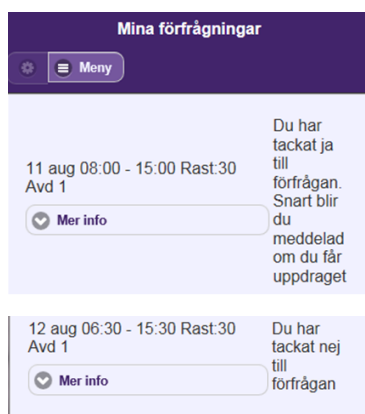 Mina förfrågningar
Meny
11 aug 08:00 - 15:00 Rast:30
Avd 1
Mer info
Du har
tackat ja
till
förfrågan.
Snart blir
du
meddelad
om du får
uppdraget
12 aug 06:30 - 15:30 Rast:30
Avd 1
Mer info
Du har
tackat nej
till
förfrågan